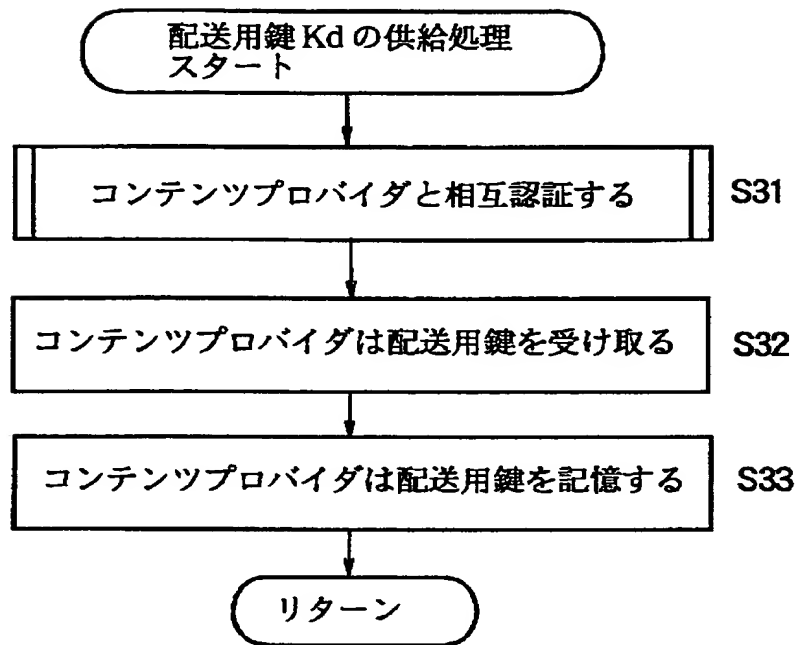 配送用鍵Kdの供給処理
スタート
コンテンツプロバイダと相互認証する
S31
コンテンツプロバイダは配送用鍵を受け取る
S32
コンテンツプロバイダは配送用鍵を記憶する
S33
リターン